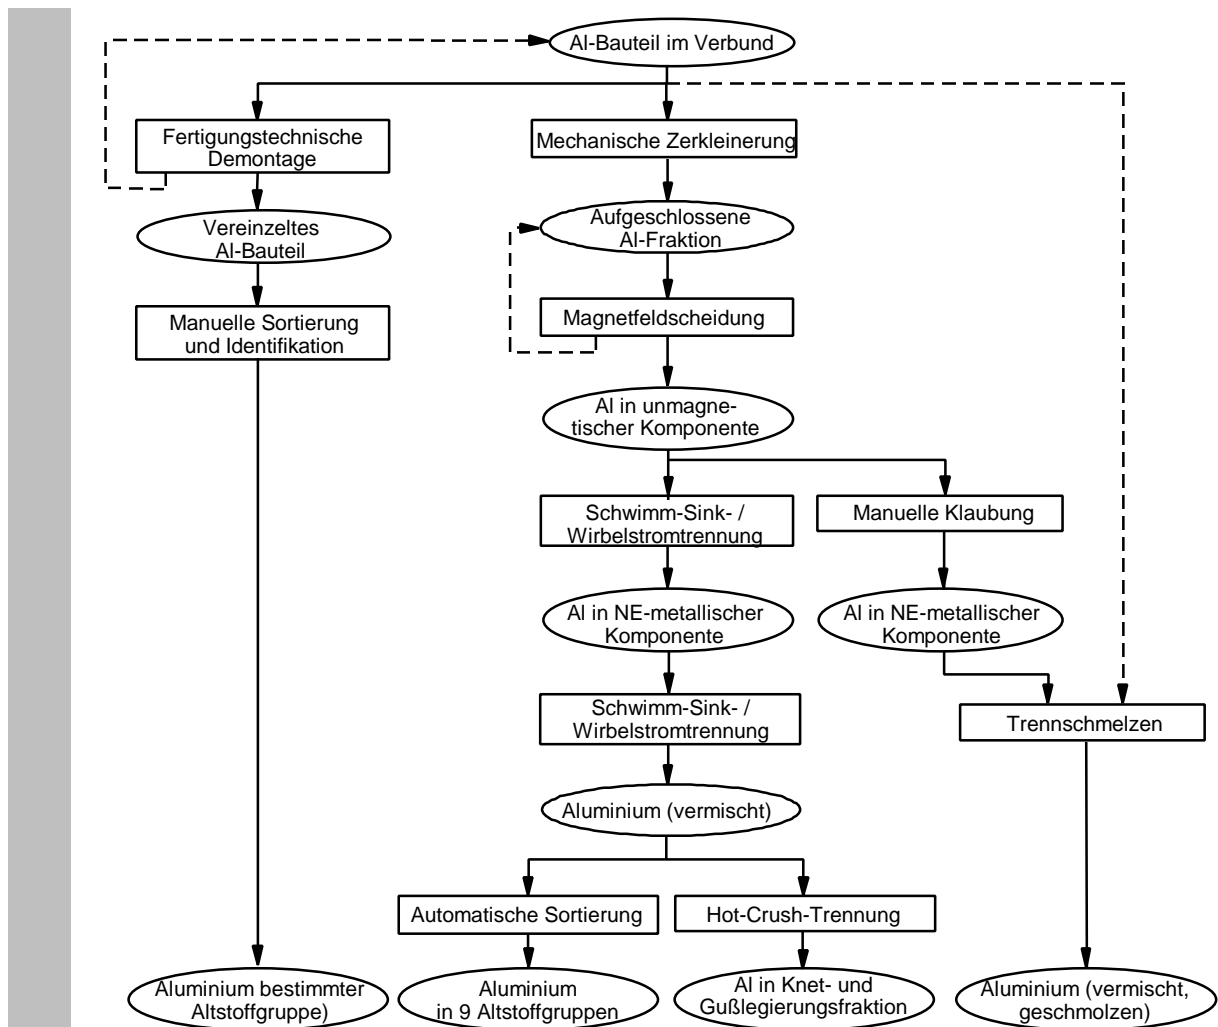 Al-Bauteil im Verbund
Fertigungstechnische
Demontage
Mechanische Zerkleinerung
Vereinzeltes
Al-Bauteil
Aufgeschlossene
Al-Fraktion
Manuelle Sortierung
und Identifikation
Magnetfeldscheidung
Al in unmagne-
tischer Komponente
Schwimm-Sink- /
Wirbelstromtrennung
Manuelle Klaubung
Al in NE-metallischer
Komponente
Al in NE-metallischer
Komponente
Schwimm-Sink- /
Wirbelstromtrennung
Trennschmelzen
Aluminium (vermischt)
Automatische Sortierung
Hot-Crush-Trennung
Aluminium bestimmter
Altstoffgruppe)
Aluminium
in 9 Altstoffgruppen
Al in Knet- und
Gußlegierungsfraktion
Aluminium (vermischt,
geschmolzen)